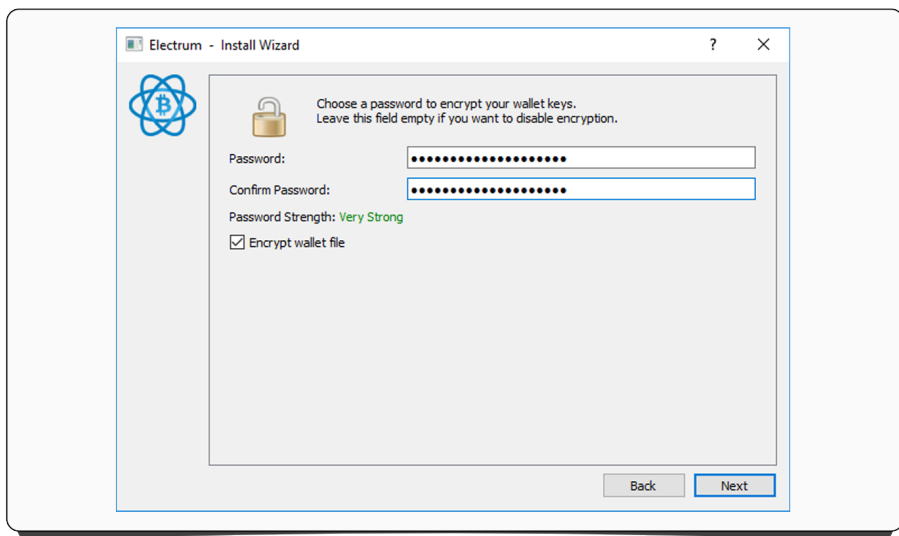 Electrum - Install Wizard
?
Choose a password to encrypt your wallet keys.
Leave this field empty if you want to disable encryption.
Password: ••••••••••••••••••••
Confirm Password: ••••••••••••••••••••
Password Strength: Very Strong
Encrypt wallet file
Back Next